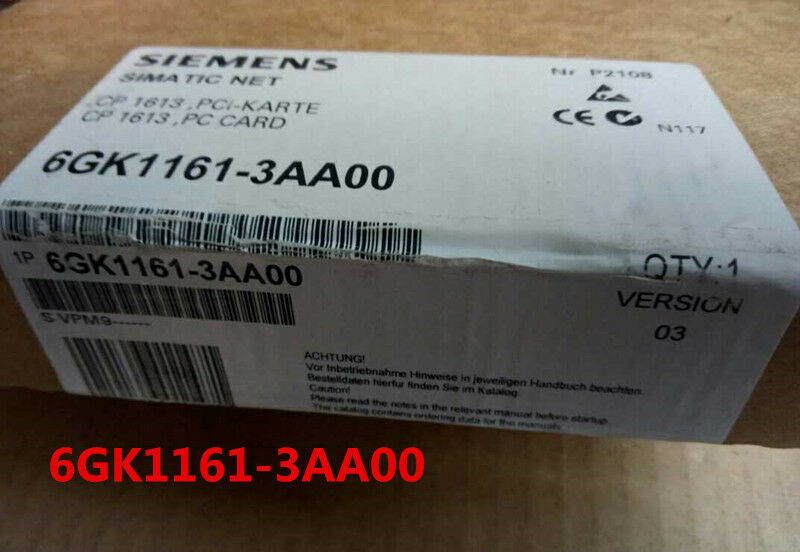 SIEMENS
SIMATIC NET
Nr P2108
CP 1613 ,PCI-KARTE
CP 1613 ,PC CARD
CE
N117
6GK1161-3AA00
1P 6GK1161-3AA00
QTY:1
VERSION
03
S VPM9------
ACHTUNG!
Vor Inbetriebnahme Hinweise in jeweiligen Handbuch beachten.
Bestelldaten hierfur finden Sie im Katalog.
Caution!
Please read the notes in the relevant manual before startup.
The catalog contains ordering data for the manuals.
6GK1161-3AA00